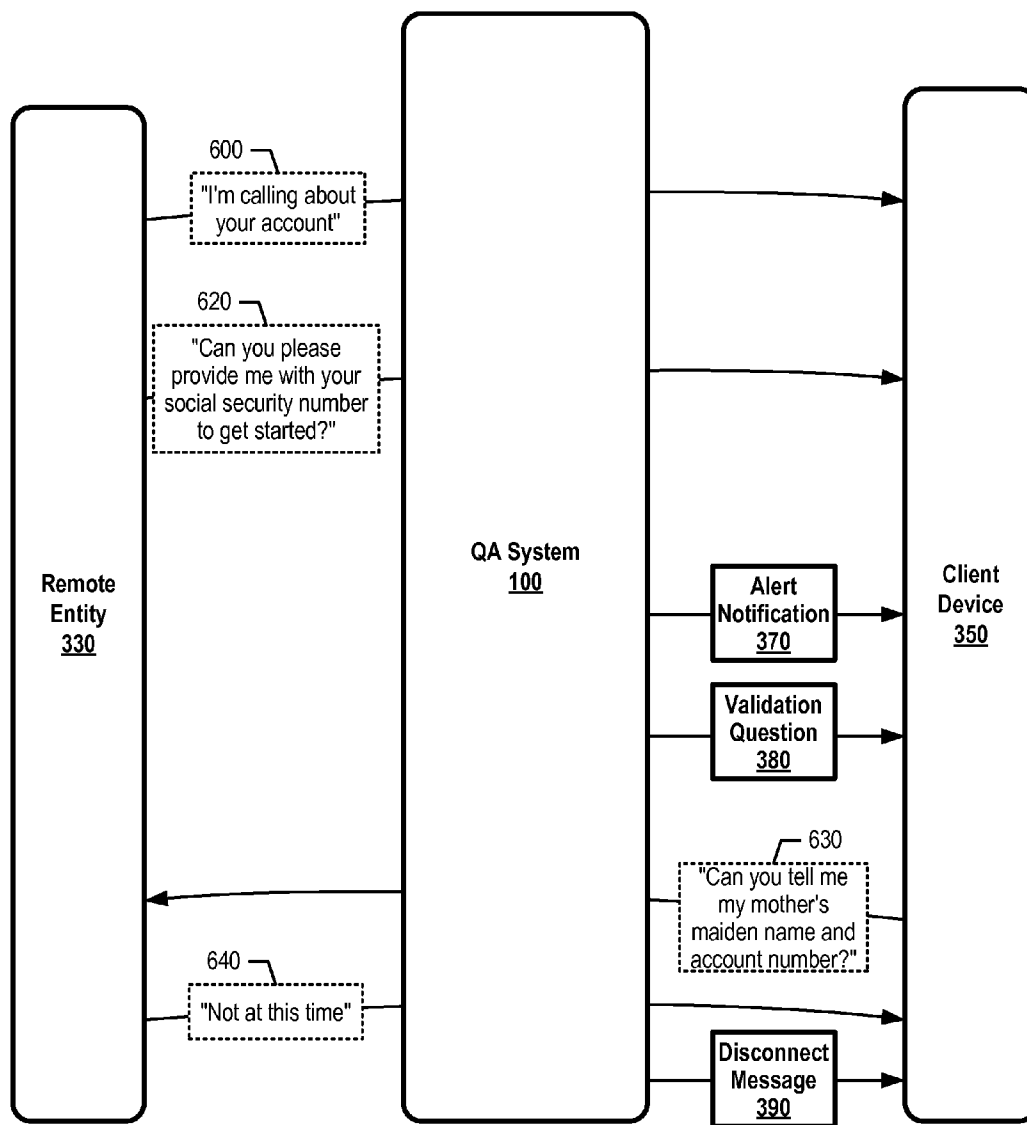 600
"I'm calling about
your account"
620
"Can you please
provide me with your
social security number
to get started?"
Remote
Entity
330
QA System
100
Client
Device
350
Alert
Notification
370
Validation
Question
380
630
"Can you tell me
my mother's
maiden name and
account number?"
640
"Not at this time"
Disconnect
Message
390